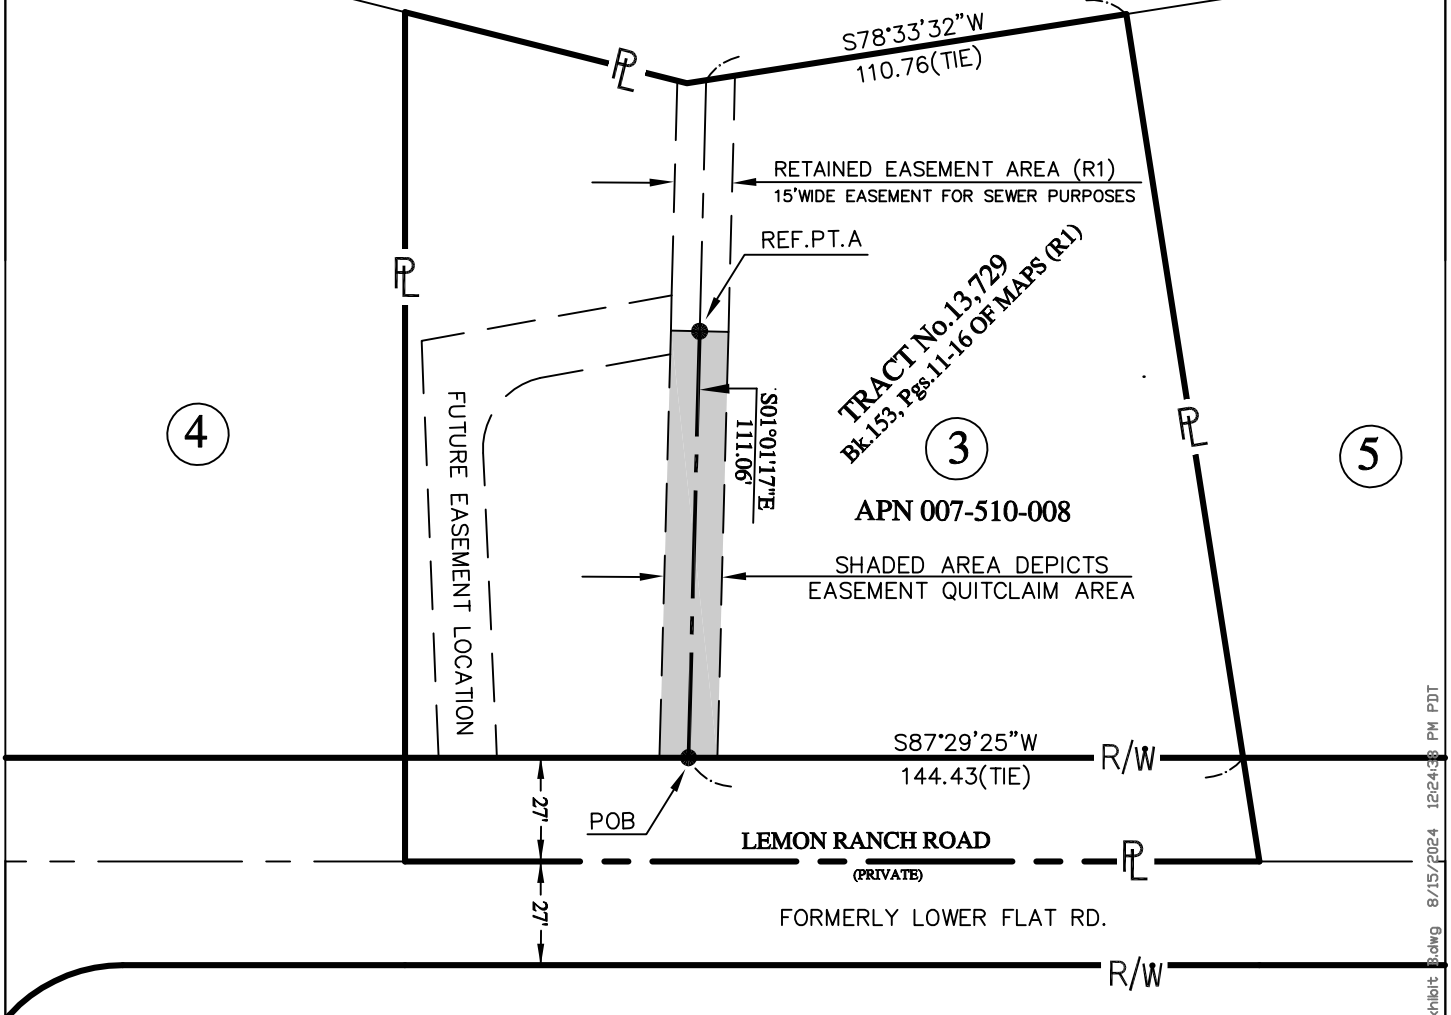 S78°33'32"W
110.76(TIE)
PL
RETAINED EASEMENT AREA (R1)
15'WIDE EASEMENT FOR SEWER PURPOSES
REF.PT.A
PL
TRACT No.13,729
Bk.153, Pgs.11-16 OF MAPS (R1)
FUTURE EASEMENT LOCATION
S01°01'17"E
111.06'
4
3
5
PL
APN 007-510-008
SHADED AREA DEPICTS
EASEMENT QUITCLAIM AREA
S87°29'25"W
144.43(TIE)
R/W
27'
POB
LEMON RANCH ROAD
(PRIVATE)
PL
27'
FORMERLY LOWER FLAT RD.
R/W
xhibit B.dwg 8/15/2024 12:24:38 PM PDT